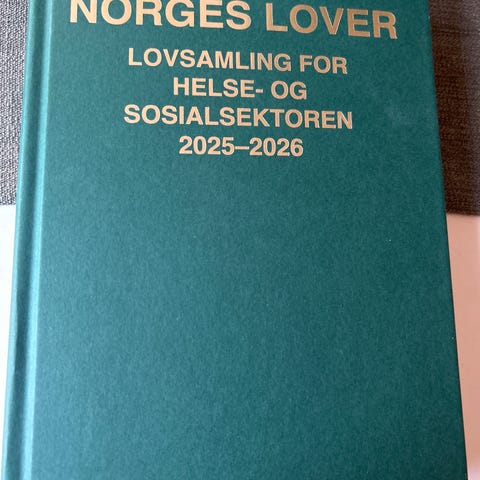 NORGES LOVER
LOVSAMLING FOR
HELSE- OG
SOSIALSEKTOREN
2025–2026